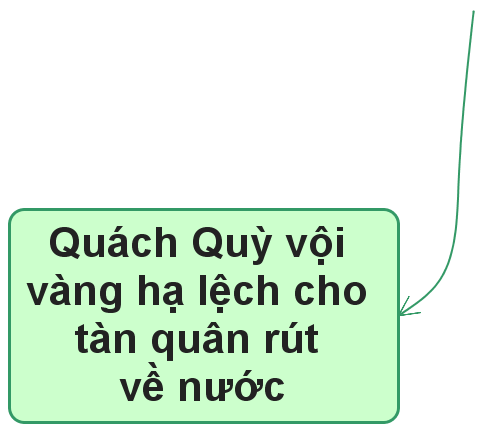 Quách Quỳ vội
vàng hạ lệch cho
tàn quân rút
về nước